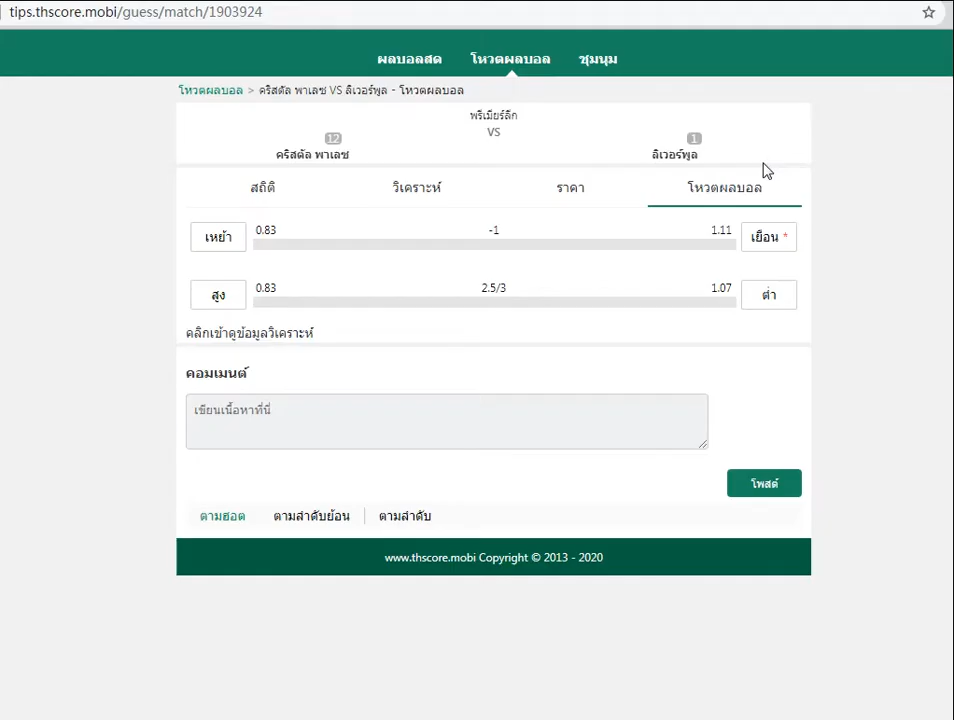 tips.thscore.mobi/guess/match/1903924
ผลบอลสด โหวตผลบอล ชุมนุม
โหวตผลบอล > คริสตัล พาเลซ VS ลิเวอร์พูล - โหวตผลบอล
พรีเมียร์ลีก
VS
12 1
คริสตัล พาเลซ ลิเวอร์พูล
สถิติ วิเคราะห์ ราคา โหวตผลบอล
เหย้า 0.83 -1 1.11 เยือน *
สูง 0.83 2.5/3 1.07 ต่ำ
คลิกเข้าดูข้อมูลวิเคราะห์
คอมเมนต์
เขียนเนื้อหาที่นี่
โพสต์
ตามฮอต ตามลำดับย้อน ตามลำดับ
www.thscore.mobi Copyright © 2013 - 2020